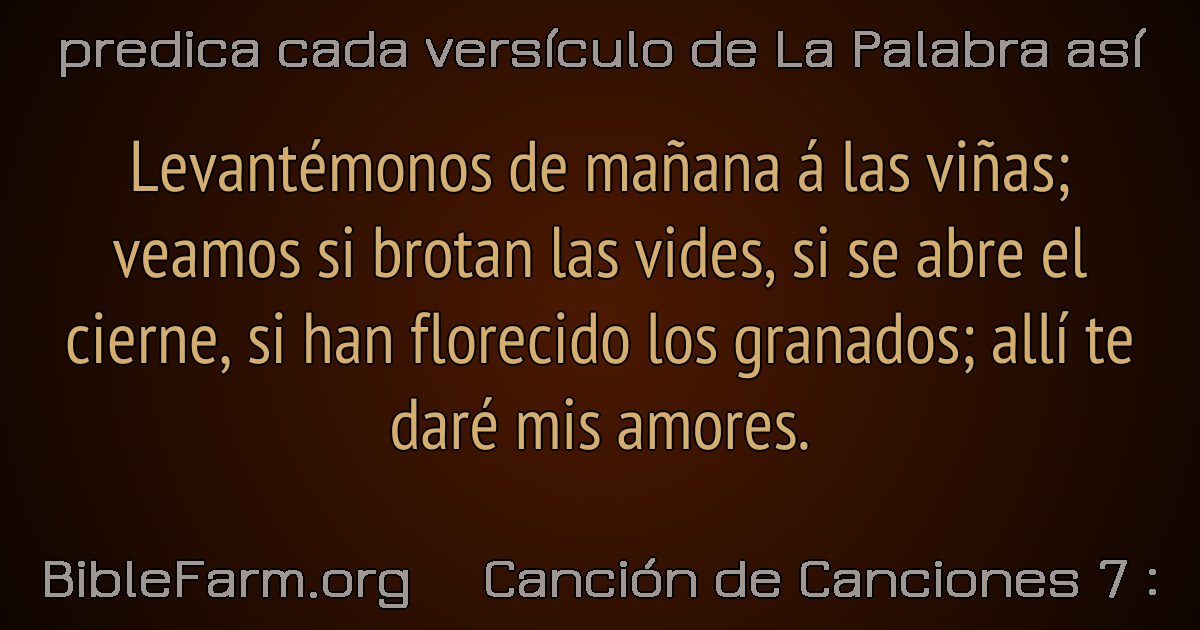 predica cada versículo de La Palabra así
Levantémonos de mañana á las viñas;
veamos si brotan las vides, si se abre el
cierne, si han florecido los granados; allí te
daré mis amores.
BibleFarm.org Canción de Canciones 7 :